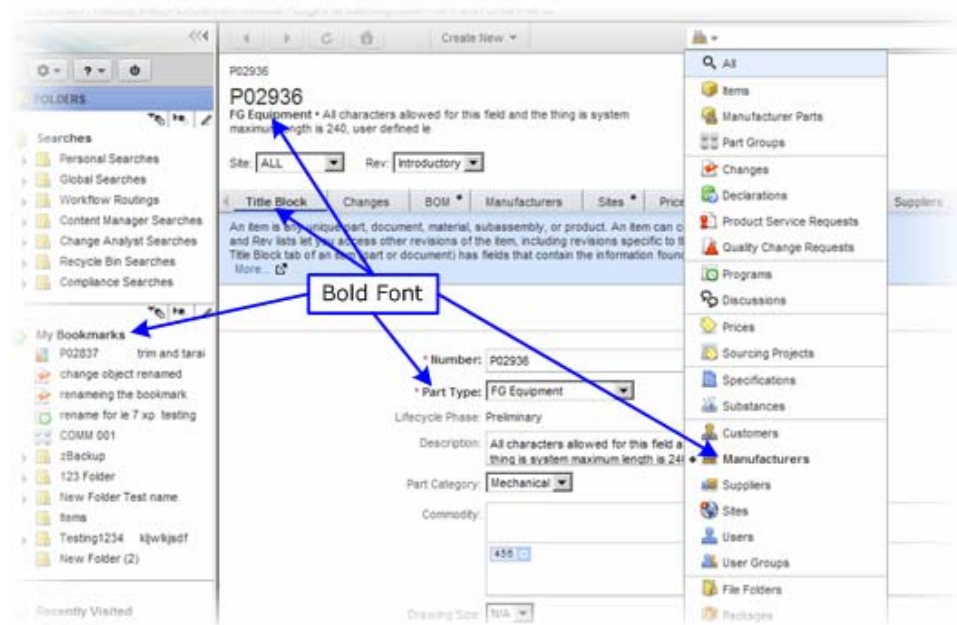 Create New
P02936
P02936
FG Equipment • All characters allowed for this field and the thing is system
maximum length is 240, user defined le
Site: ALL Rev: Introductory
Title Block Changes BOM • Manufacturers Sites • Price Suppliers
An item is any unique part, document, material, subassembly, or product. An item can c
and Rev lists let you access other revisions of the item, including revisions specific to t
Title Block tab of an item (part or document) has fields that contain the information foun
More...
Bold Font
* Number: P02936
* Part Type: FG Equipment
Lifecycle Phase: Preliminary
Description: All characters allowed for this field a
thing is system maximum length is 24
Part Category: Mechanical
Commodity:
456
Drawing Size: N/A
FOLDERS
Searches
Personal Searches
Global Searches
Workflow Routings
Content Manager Searches
Change Analyst Searches
Recycle Bin Searches
Compliance Searches
My Bookmarks
P02837 trim and tarai
change object renamed
renameing the bookmark
rename for ie 7 xp testing
COMM 001
zBackup
123 Folder
New Folder Test name
items
Testing1234
New Folder (2)
Recently Visited
All
Items
Manufacturer Parts
Part Groups
Changes
Declarations
Product Service Requests
Quality Change Requests
Programs
Discussions
Prices
Sourcing Projects
Specifications
Substances
Customers
Manufacturers
Suppliers
Sites
Users
User Groups
File Folders
Packages